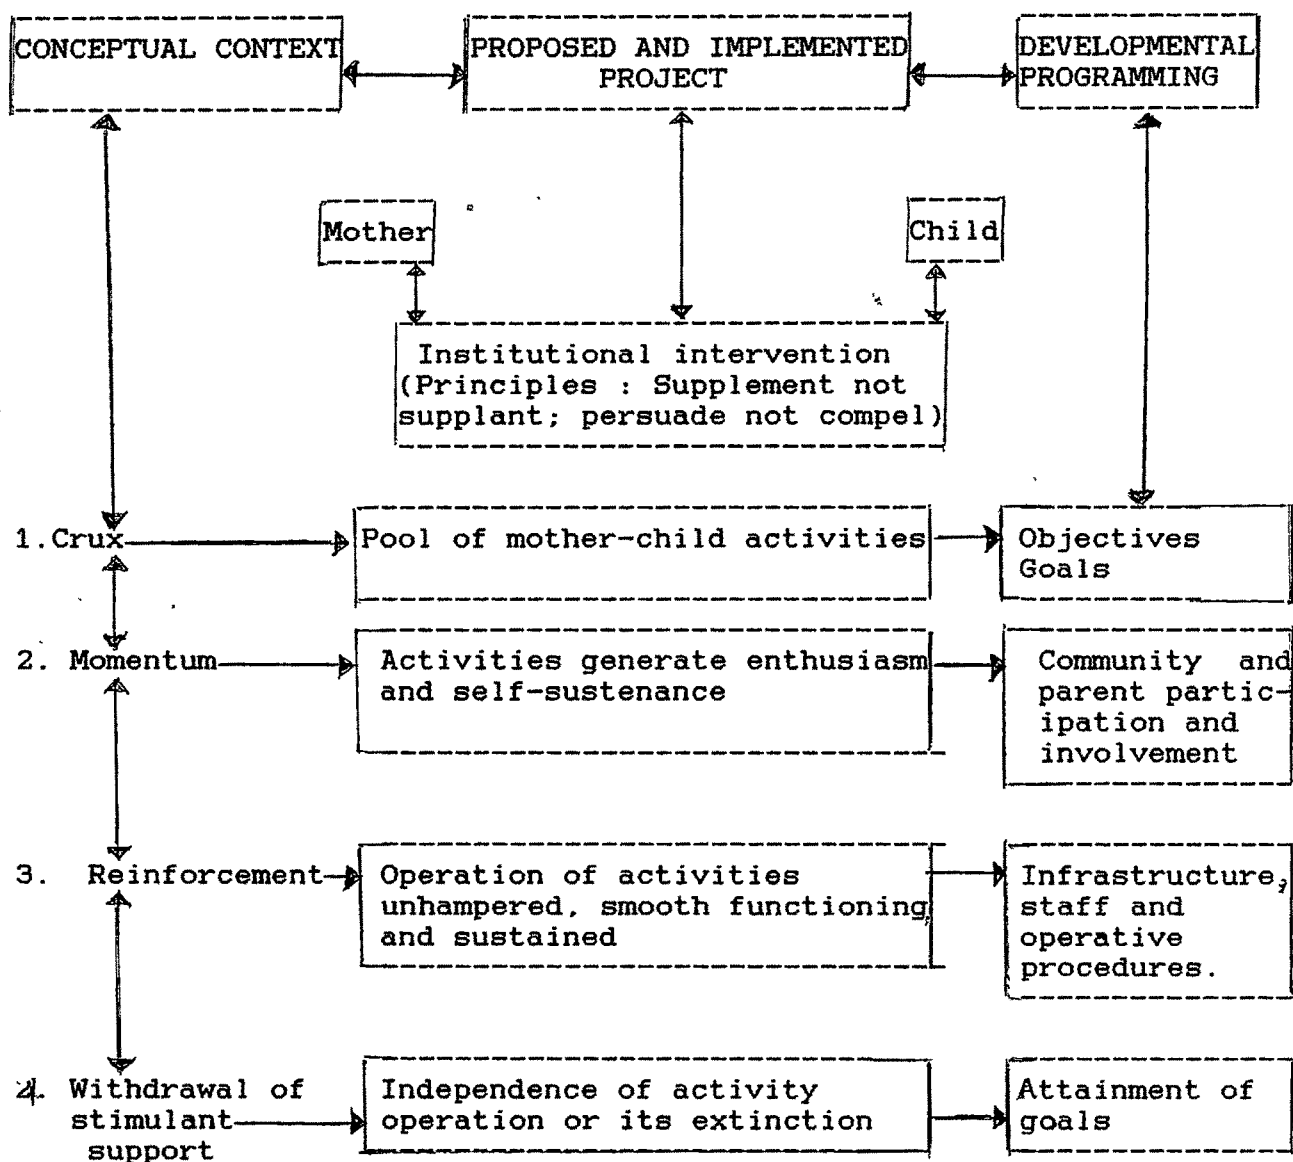 CONCEPTUAL CONTEXT
PROPOSED AND IMPLEMENTED
PROJECT
DEVELOPMENTAL
PROGRAMMING
Mother
Child
Institutional intervention
(Principles : Supplement not
supplant; persuade not compel)
1. Crux
Pool of mother-child activities
Objectives
Goals
2. Momentum
Activities generate enthusiasm
and self-sustenance
Community and
parent partic-
ipation and
involvement
3. Reinforcement
Operation of activities
unhampered, smooth functioning
and sustained
Infrastructure,
staff and
operative
procedures.
4. Withdrawal of
stimulant
support
Independence of activity
operation or its extinction
Attainment of
goals